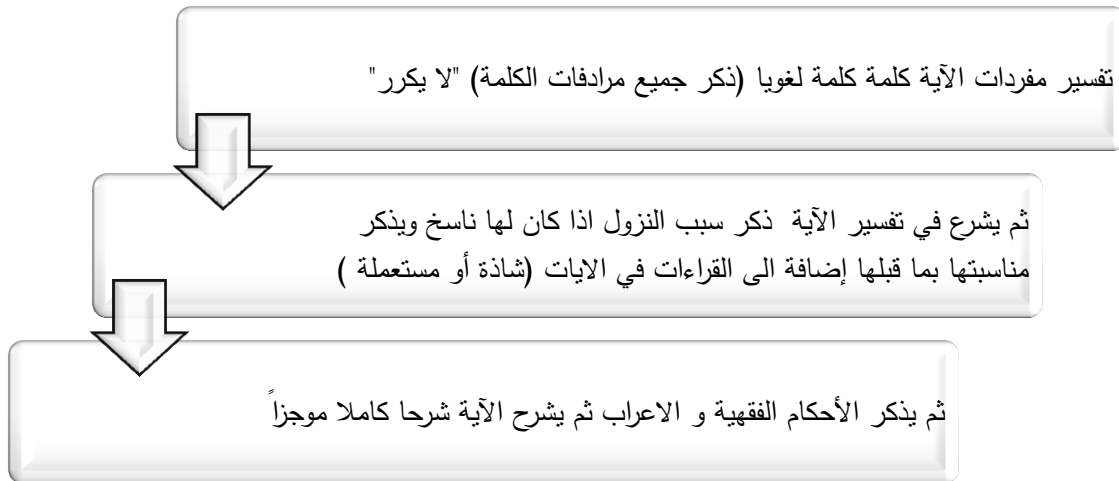 تفسير مفردات الآية كلمة كلمة لغويا (ذكر جميع مرادفات الكلمة) "لا يكرر"
ثم يشرع في تفسير الآية ذكر سبب النزول اذا كان لها ناسخ ويذكر
مناسبتها بما قبلها إضافة الى القراءات في الايات (شاذة أو مستعملة )
ثم يذكر الأحكام الفقهية و الاعراب ثم يشرح الآية شرحا كاملا موجزاً